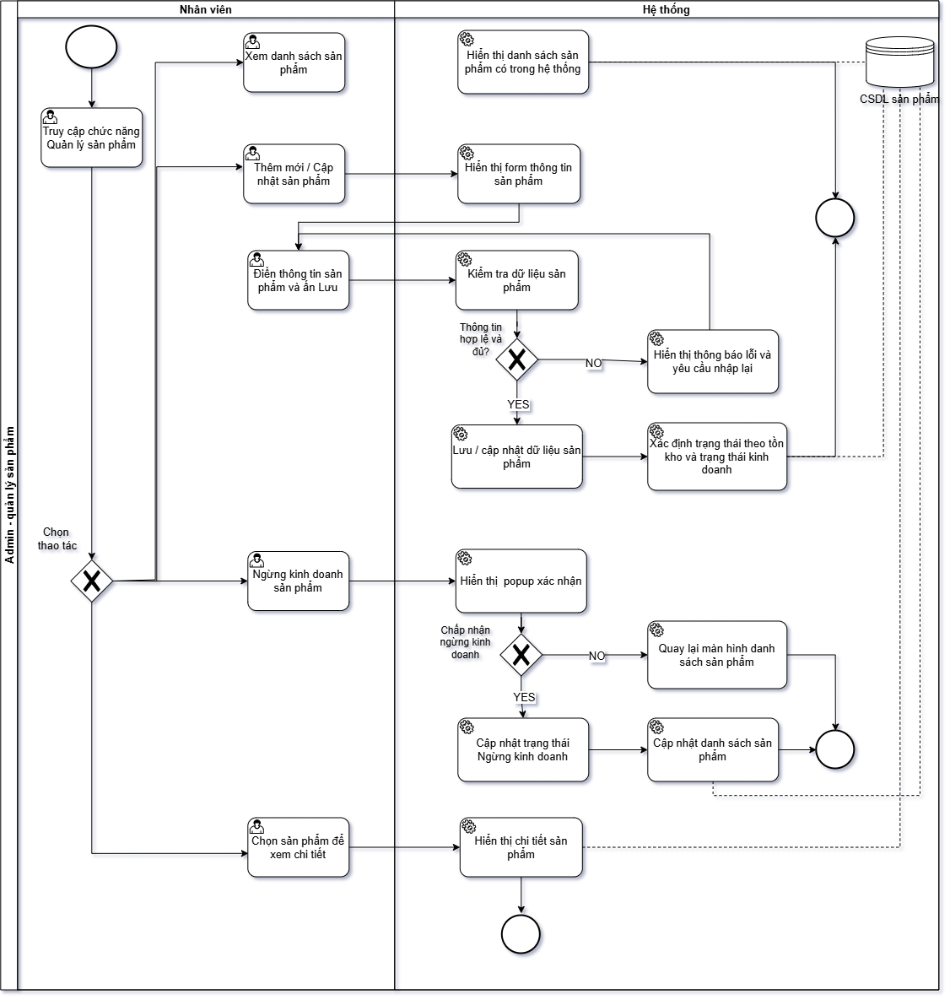 Nhân viên
Hệ thống
Admin - quản lý sản phẩm
Xem danh sách sản
phẩm
Hiển thị danh sách sản
phẩm có trong hệ thống
CSDL sản phẩm
Truy cập chức năng
Quản lý sản phẩm
Thêm mới / Cập
nhật sản phẩm
Hiển thị form thông tin
sản phẩm
Điền thông tin sản
phẩm và ấn Lưu
Kiểm tra dữ liệu sản
phẩm
Thông tin
hợp lệ và
đủ?
NO
Hiển thị thông báo lỗi và
yêu cầu nhập lại
YES
Lưu / cập nhật dữ liệu sản
phẩm
Xác định trạng thái theo tồn
kho và trạng thái kinh
doanh
Chọn
thao tác
Ngừng kinh doanh
sản phẩm
Hiển thị  popup xác nhận
Chấp nhận
ngừng kinh
doanh
NO
Quay lại màn hình danh
sách sản phẩm
YES
Cập nhật trạng thái
Ngừng kinh doanh
Cập nhật danh sách sản
phẩm
Chọn sản phẩm để
xem chi tiết
Hiển thị chi tiết sản
phẩm